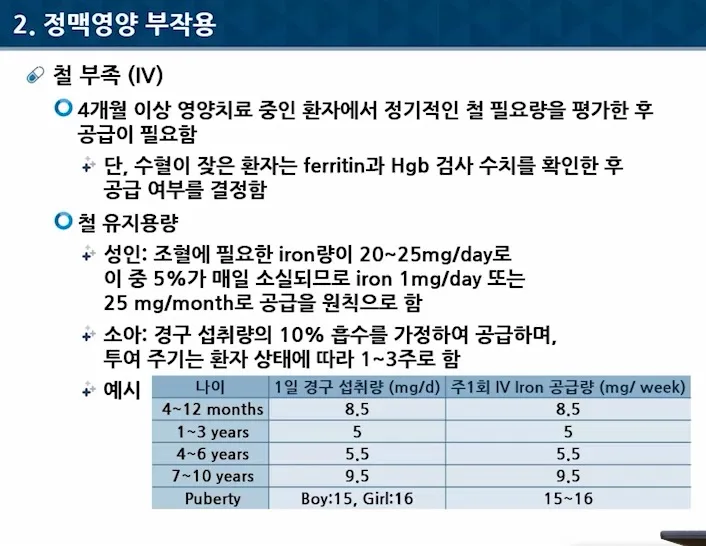 2. 정맥영양 부작용
철 부족 (IV)
4개월 이상 영양치료 중인 환자에서 정기적인 철 필요량을 평가한 후
공급이 필요함
단, 수혈이 잦은 환자는 ferritin과 Hgb 검사 수치를 확인한 후
공급 여부를 결정함
철 유지용량
성인: 조혈에 필요한 iron량이 20~25mg/day로
이 중 5%가 매일 소실되므로 iron 1mg/day 또는
25 mg/month로 공급을 원칙으로 함
소아: 경구 섭취량의 10% 흡수를 가정하여 공급하며,
투여 주기는 환자 상태에 따라 1~3주로 함
예시
나이 1일 경구 섭취량 (mg/d) 주1회 IV Iron 공급량 (mg/ week)
4~12 months 8.5 8.5
1~3 years 5 5
4~6 years 5.5 5.5
7~10 years 9.5 9.5
Puberty Boy:15, Girl:16 15~16